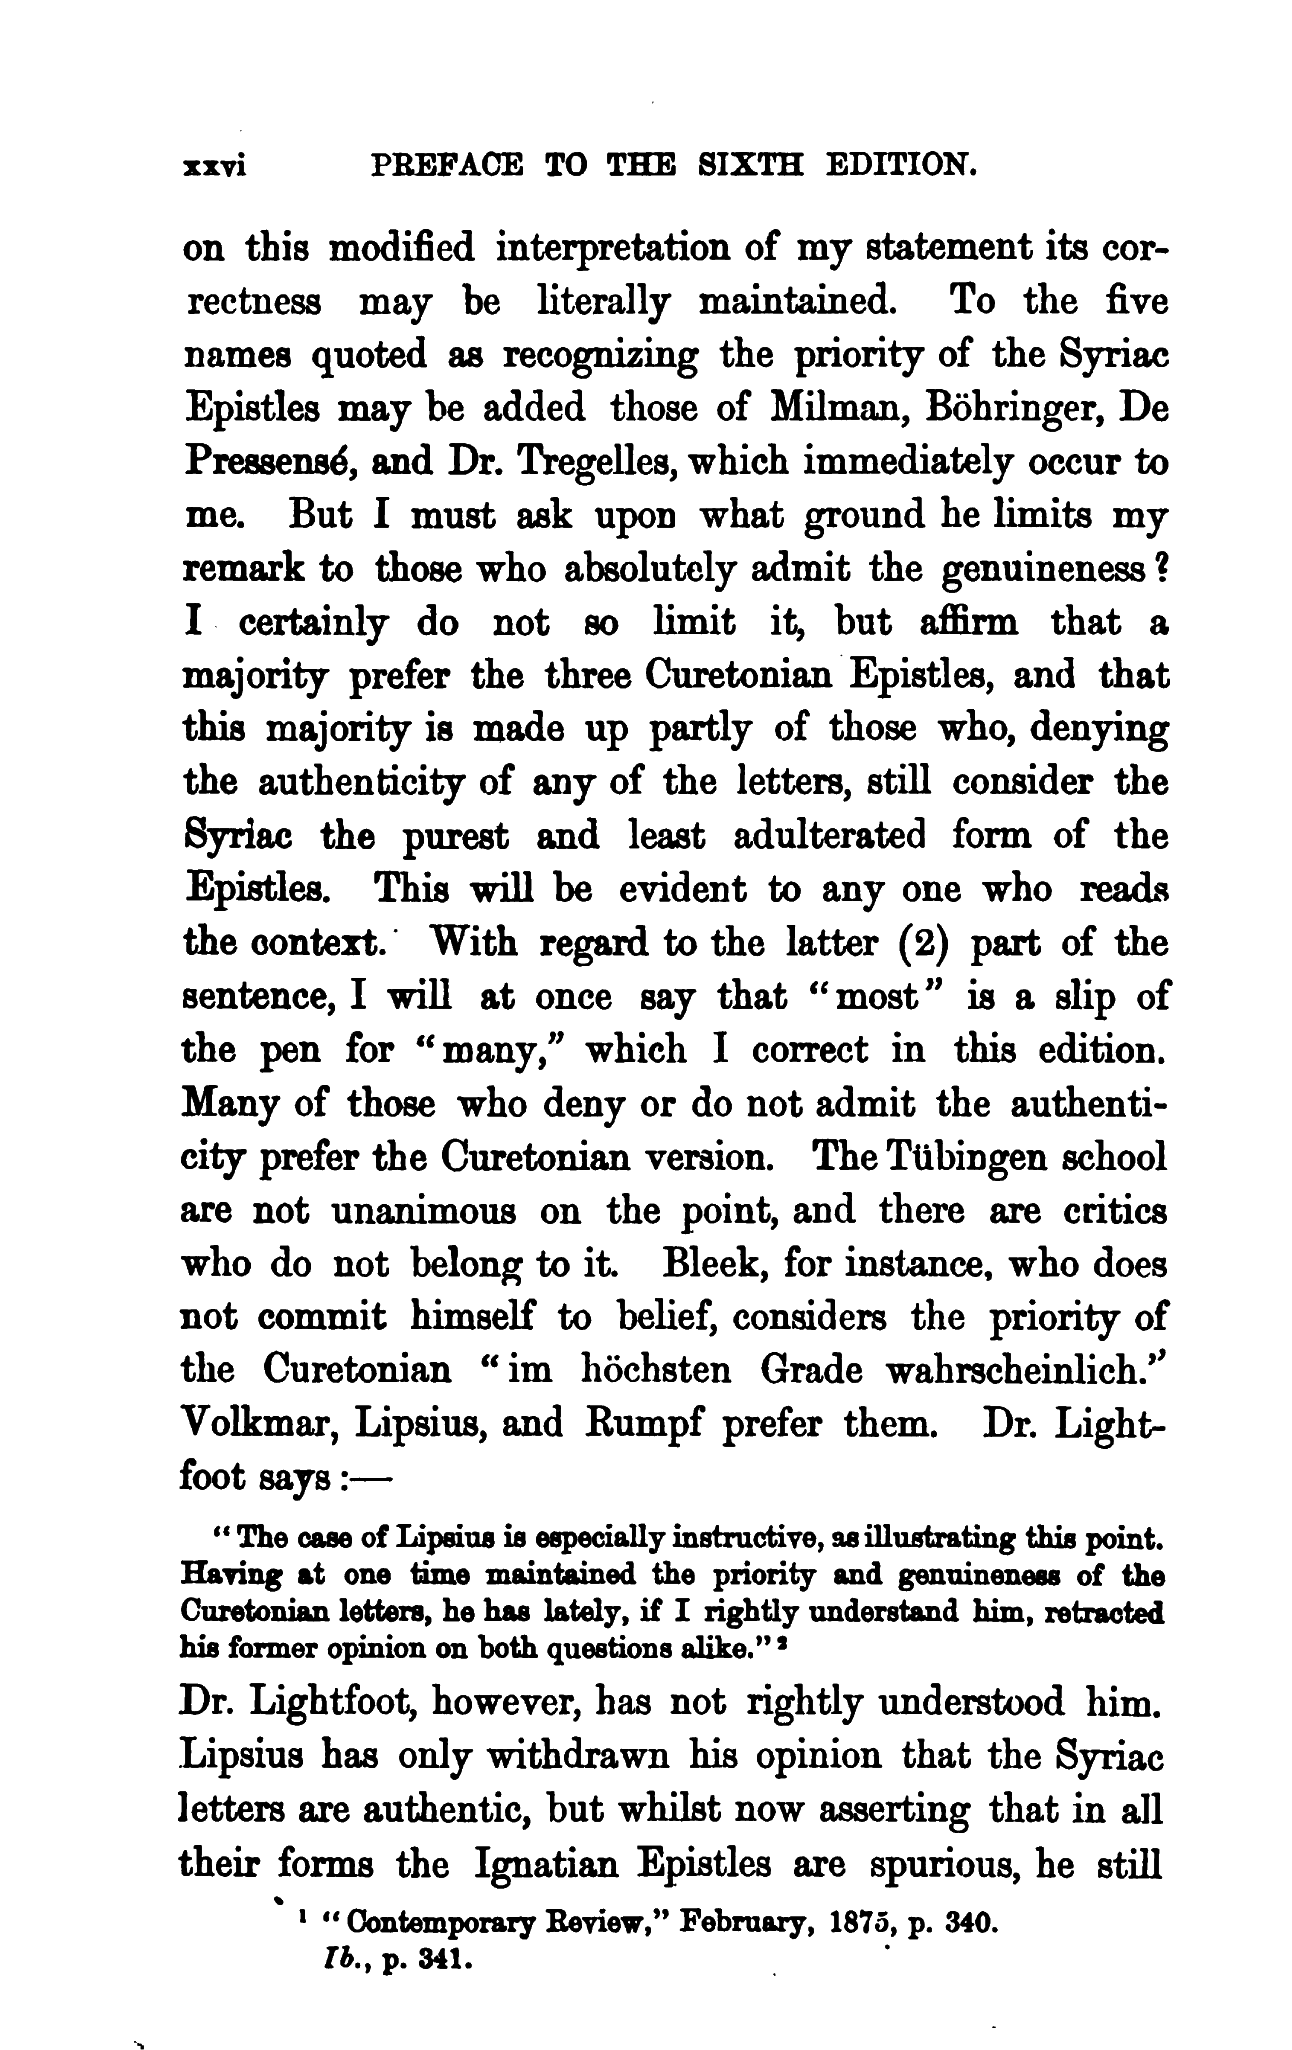 xxvi PREFACE TO THE SIXTH EDITION.
on this modified interpretation of my statement its cor-
rectness may be literally maintained. To the five
names quoted as recognizing the priority of the Syriac
Epistles may be added those of Milman, Böhringer, De
Pressensé, and Dr. Tregelles, which immediately occur to
me. But I must ask upon what ground he limits my
remark to those who absolutely admit the genuineness?
I certainly do not so limit it, but affirm that a
majority prefer the three Curetonian Epistles, and that
this majority is made up partly of those who, denying
the authenticity of any of the letters, still consider the
Syriac the purest and least adulterated form of the
Epistles. This will be evident to any one who reads
the context. With regard to the latter (2) part of the
sentence, I will at once say that "most" is a slip of
the pen for "many," which I correct in this edition.
Many of those who deny or do not admit the authenti-
city prefer the Curetonian version. The Tübingen school
are not unanimous on the point, and there are critics
who do not belong to it. Bleek, for instance, who does
not commit himself to belief, considers the priority of
the Curetonian "im höchsten Grade wahrscheinlich."
Volkmar, Lipsius, and Rumpf prefer them. Dr. Light-
foot says:—
"The case of Lipsius is especially instructive, as illustrating this point.
Having at one time maintained the priority and genuineness of the
Curetonian letters, he has lately, if I rightly understand him, retracted
his former opinion on both questions alike." ²
Dr. Lightfoot, however, has not rightly understood him.
Lipsius has only withdrawn his opinion that the Syriac
letters are authentic, but whilst now asserting that in all
their forms the Ignatian Epistles are spurious, he still
¹ "Contemporary Review," February, 1875, p. 340.
Ib., p. 341.